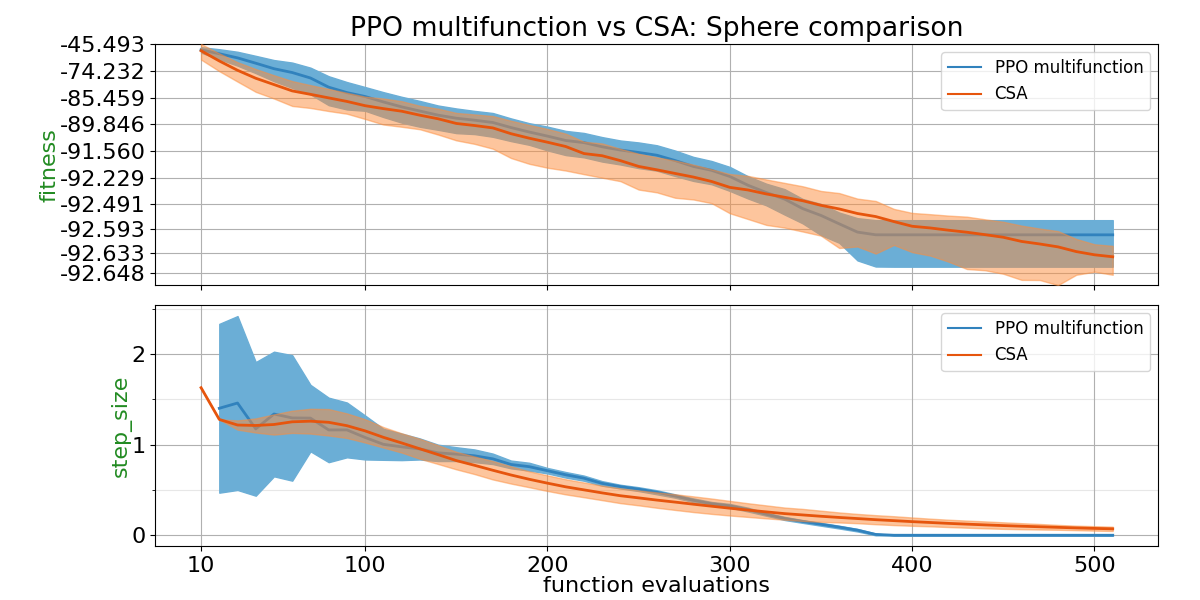 PPO multifunction vs CSA: Sphere comparison
-45.493
-74.232
-85.459
-89.846
-91.560
-92.229
-92.491
-92.593
-92.633
-92.648
fitness
PPO multifunction
CSA
2
1
0
step_size
PPO multifunction
CSA
10 100 200 300 400 500
function evaluations